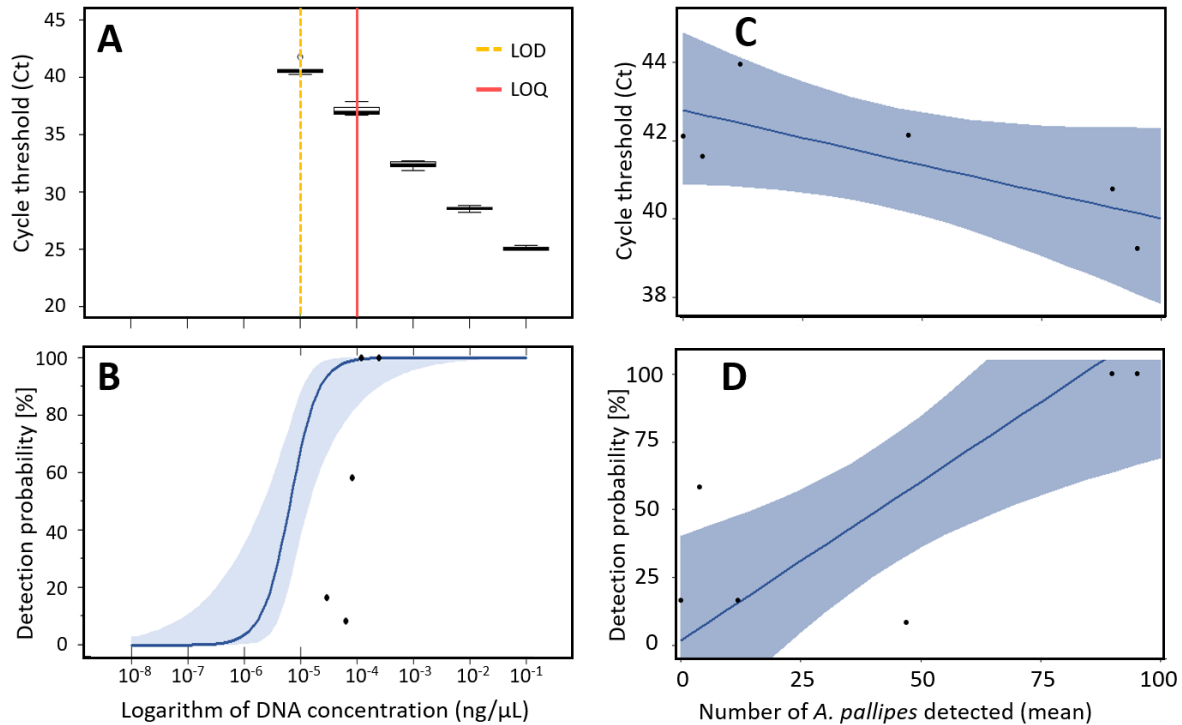 A
Cycle threshold (Ct)
45
40
35
30
25
20
LOD
LOQ
B
Detection probability [%]
100
80
60
40
20
0
10-8 10-7 10-6 10-5 10-4 10-3 10-2 10-1
Logarithm of DNA concentration (ng/µL)
C
Cycle threshold (Ct)
44
42
40
38
D
Detection probability [%]
100
75
50
25
0
0 25 50 75 100
Number of A. pallipes detected (mean)